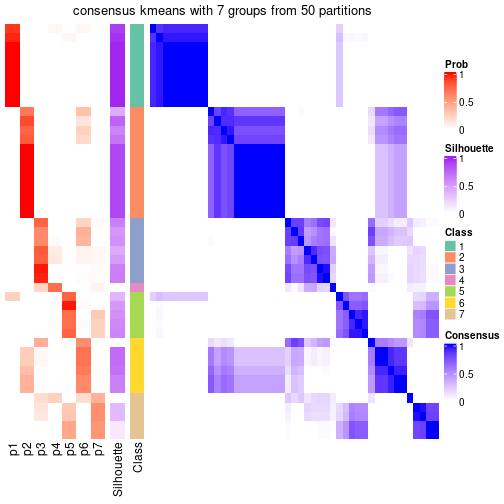 consensus kmeans with 7 groups from 50 partitions
Prob
1
0.5
0
Silhouette
1
0.5
0
Class
1
2
3
4
5
6
7
Consensus
1
0.5
0
p1
p2
p3
p4
p5
p6
p7
Silhouette
Class